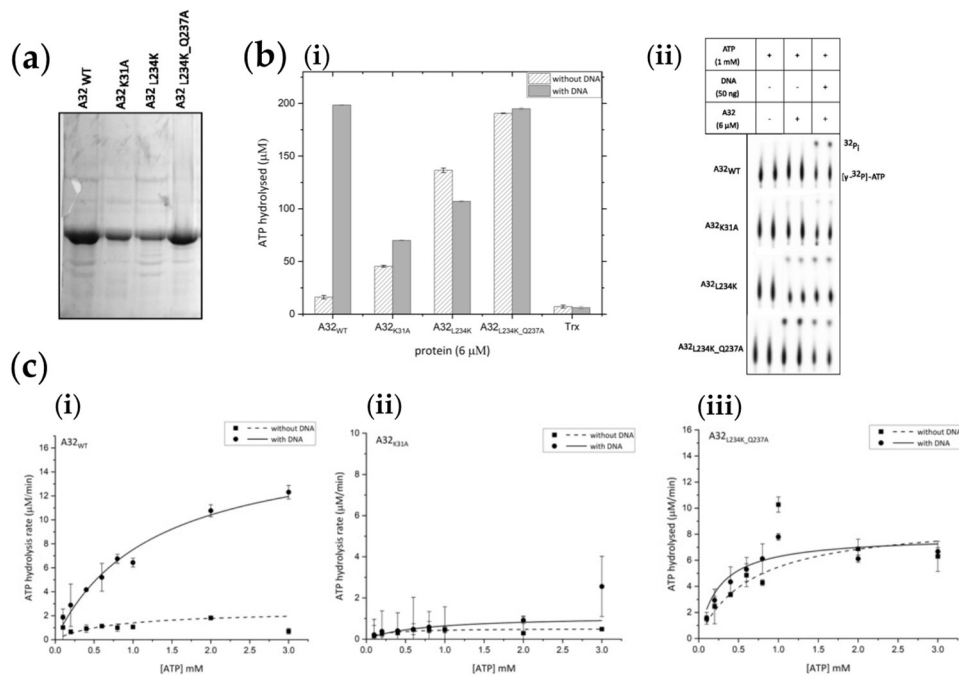 (a)
A32WT
A32K31A
A32L234K
A32L234K_Q237A
(b) (i)
without DNA
with DNA
ATP hydrolysed (µM)
200
150
100
50
0
A32WT A32K31A A32L234K A32L234K_Q237A Trx
protein (6 µM)
(ii)
ATP (1 mM) + + +
DNA (50 ng) - - +
A32 (6 µM) - + +
32Pi
[γ-32P]-ATP
A32WT
A32K31A
A32L234K
A32L234K_Q237A
(c)
(i)
A32WT
without DNA
with DNA
ATP hydrolysis rate (µM/min)
16
14
12
10
8
6
4
2
0
0.0 0.5 1.0 1.5 2.0 2.5 3.0
[ATP] mM
(ii)
A32K31A
without DNA
with DNA
ATP hydrolysis rate (µM/min)
10
8
6
4
2
0
0.0 0.5 1.0 1.5 2.0 2.5 3.0
[ATP] mM
(iii)
A32L234K_Q237A
without DNA
with DNA
ATP hydrolysed (µM/min)
16
14
12
10
8
6
4
2
0
0.0 0.5 1.0 1.5 2.0 2.5 3.0
[ATP] mM